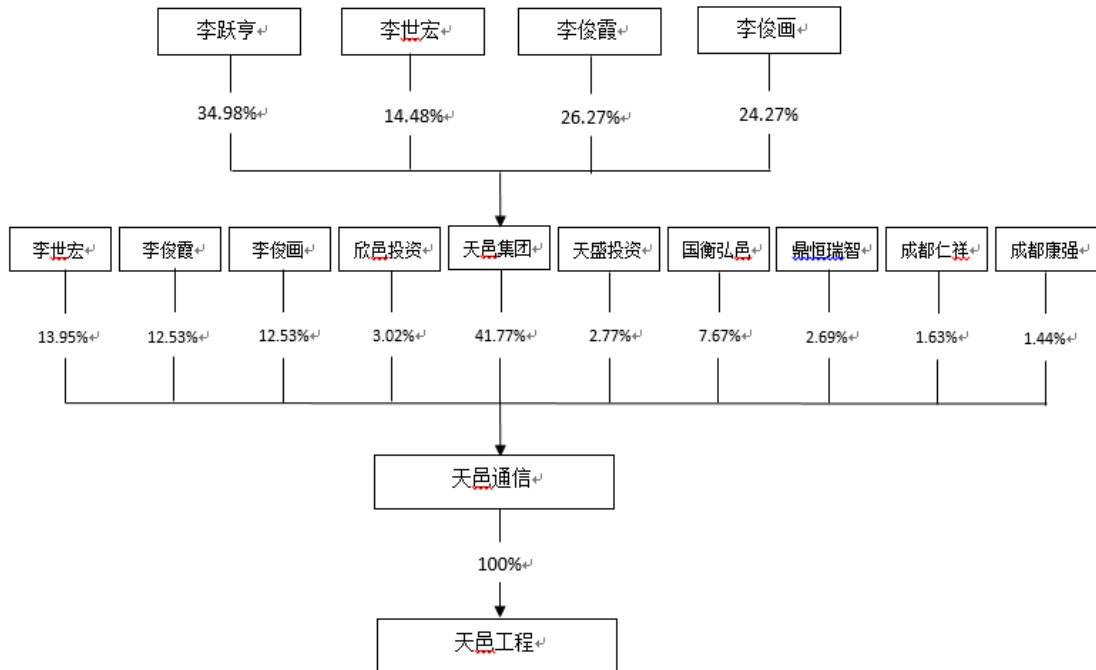 李跃亨 李世宏 李俊霞 李俊画
34.98% 14.48% 26.27% 24.27%
李世宏 李俊霞 李俊画 欣邑投资 天邑集团 天盛投资 国衡弘邑 鼎恒瑞智 成都仁祥 成都康强
13.95% 12.53% 12.53% 3.02% 41.77% 2.77% 7.67% 2.69% 1.63% 1.44%
天邑通信
100%
天邑工程